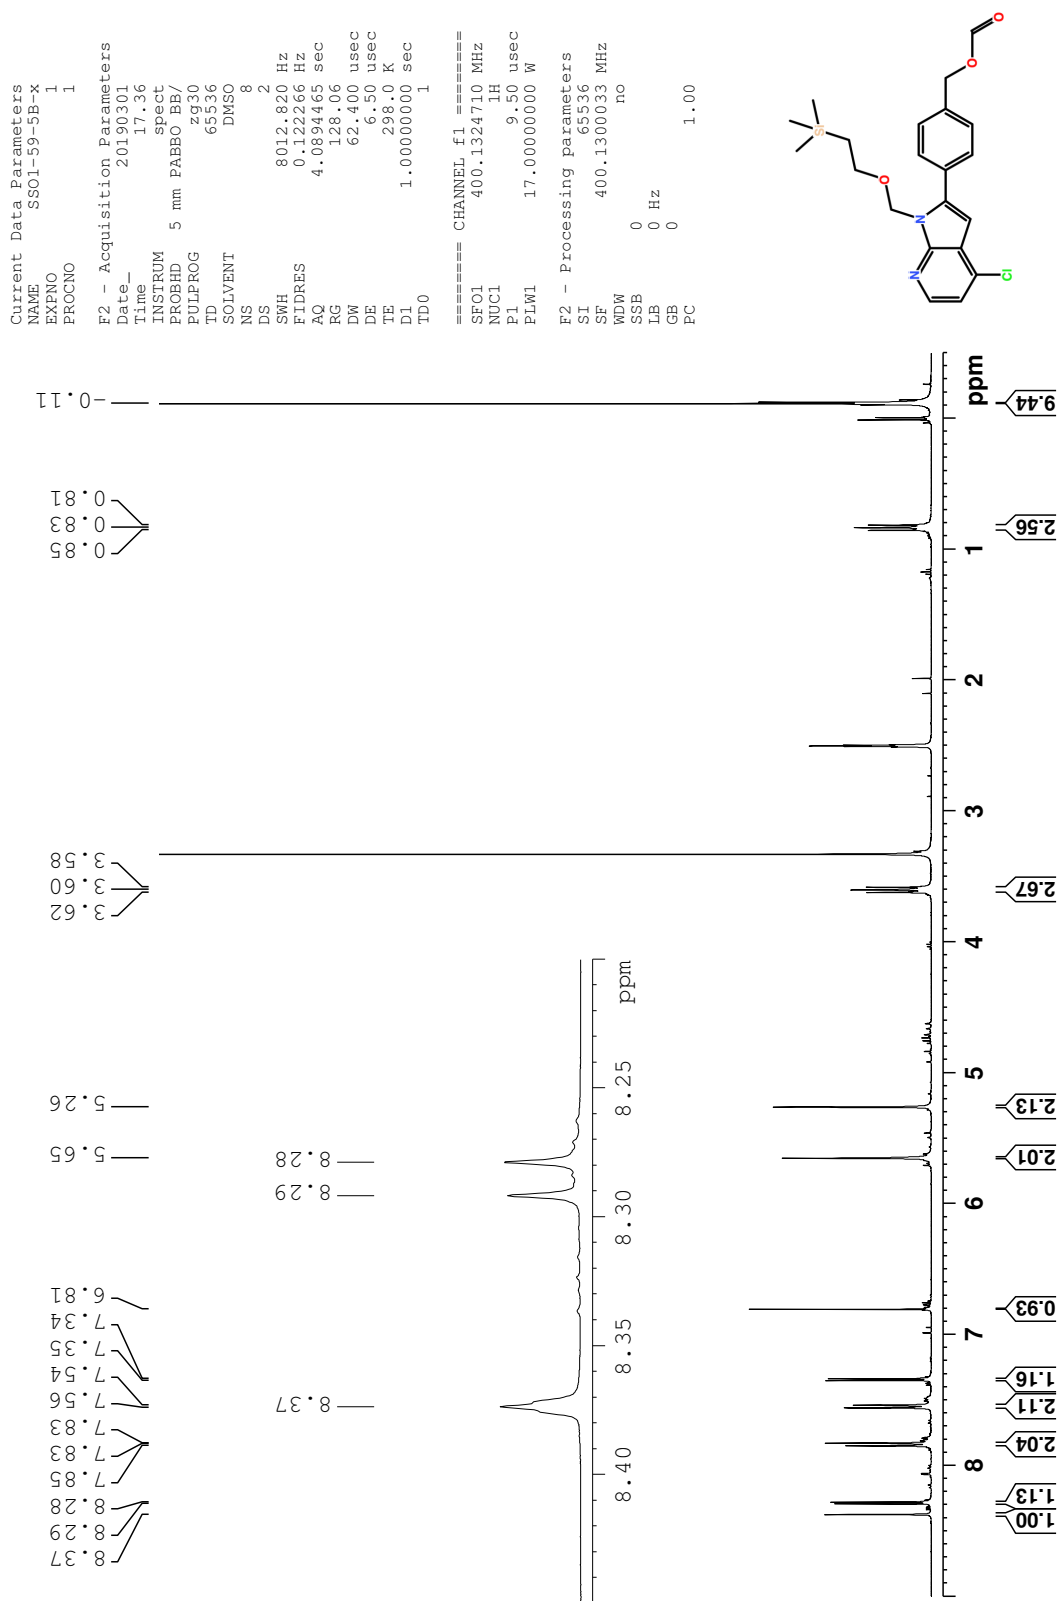 Current Data Parameters
NAME SSO1-59-5B-x
EXPNO 1
PROCNO 1
F2 - Acquisition Parameters
Date_ 20190301
Time 17.36
INSTRUM spect
PROBHD 5 mm PABBO BB/
PULPROG zg30
TD 65536
SOLVENT DMSO
NS 8
DS 2
SWH 8012.820 Hz
FIDRES 0.122266 Hz
AQ 4.0894465 sec
RG 128.06
DW 62.400 usec
DE 6.50 usec
TE 298.0 K
D1 1.00000000 sec
TD0 1
======== CHANNEL f1 ========
SFO1 400.1324710 MHz
NUC1 1H
P1 9.50 usec
PLW1 17.00000000 W
F2 - Processing parameters
SI 65536
SF 400.1300033 MHz
WDW no
SSB 0
LB 0 Hz
GB 0
PC 1.00
O
O
Si
O
N
N
Cl
8.37
8.29
8.28
7.85
7.83
7.83
7.56
7.54
7.35
7.34
6.81
5.65
5.26
3.62
3.60
3.58
0.85
0.83
0.81
-0.11
8.37
8.29
8.28
8.40 8.35 8.30 8.25 ppm
8 7 6 5 4 3 2 1 ppm
1.00
1.13
2.04
2.11
1.16
0.93
2.01
2.13
2.67
2.56
9.44